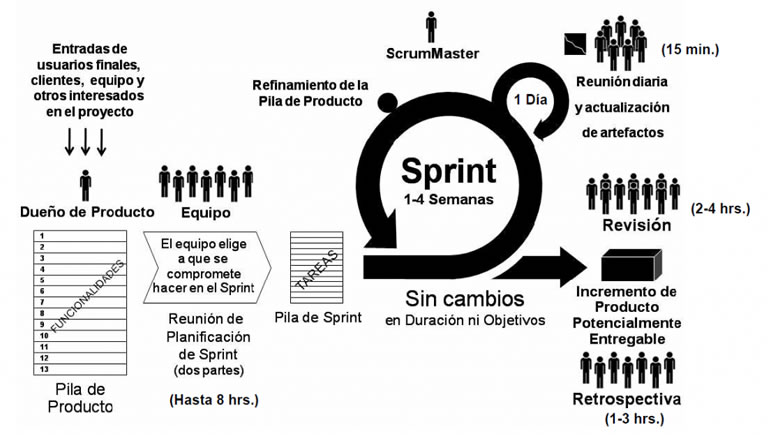 Entradas de
usuarios finales,
clientes, equipo y
otros interesados
en el proyecto
Dueño de Producto
Equipo
1
2
3
4
5
6
7
8
9
10
11
12
13
FUNCIONALIDADES
Pila de
Producto
El equipo elige
a que se
compromete
hacer en el Sprint
Reunión de
Planificación
de Sprint
(dos partes)
(Hasta 8 hrs.)
TAREAS
Pila de Sprint
ScrumMaster
Refinamiento de la
Pila de Producto
1 Día
Sprint
1-4 Semanas
Sin cambios
en Duración ni Objetivos
(15 min.)
Reunión diaria
y actualización
de artefactos
(2-4 hrs.)
Revisión
Incremento de
Producto
Potencialmente
Entregable
Retrospectiva
(1-3 hrs.)